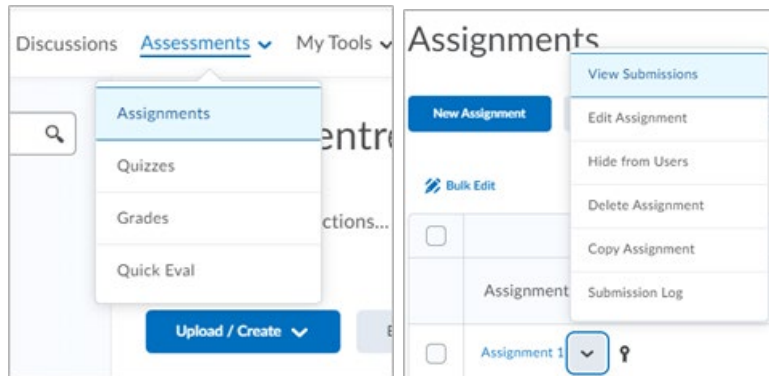 Discussions Assessments My Tools
Assignments
Quizzes
Grades
Quick Eval
Upload / Create
Assignments
View Submissions
New Assignment
Edit Assignment
Hide from Users
Bulk Edit
Delete Assignment
Copy Assignment
Assignment
Submission Log
Assignment 1